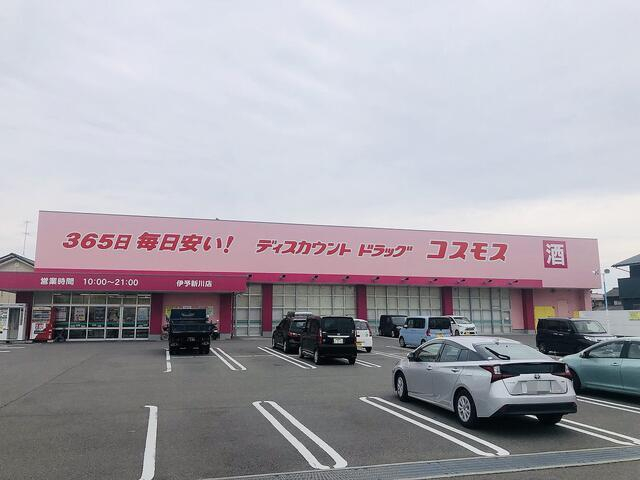 365日 毎日安い! ディスカウント ドラッグ コスモス 酒
営業時間 10:00~21:00 伊予新川店